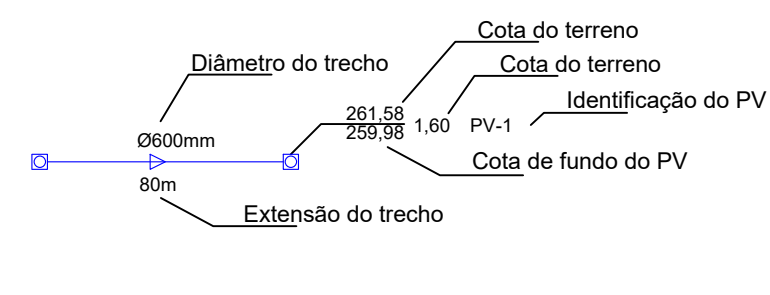 Cota do terreno
Diâmetro do trecho
Cota do terreno
Identificação do PV
261,58
259,98
1,60
PV-1
Ø600mm
Cota de fundo do PV
80m
Extensão do trecho